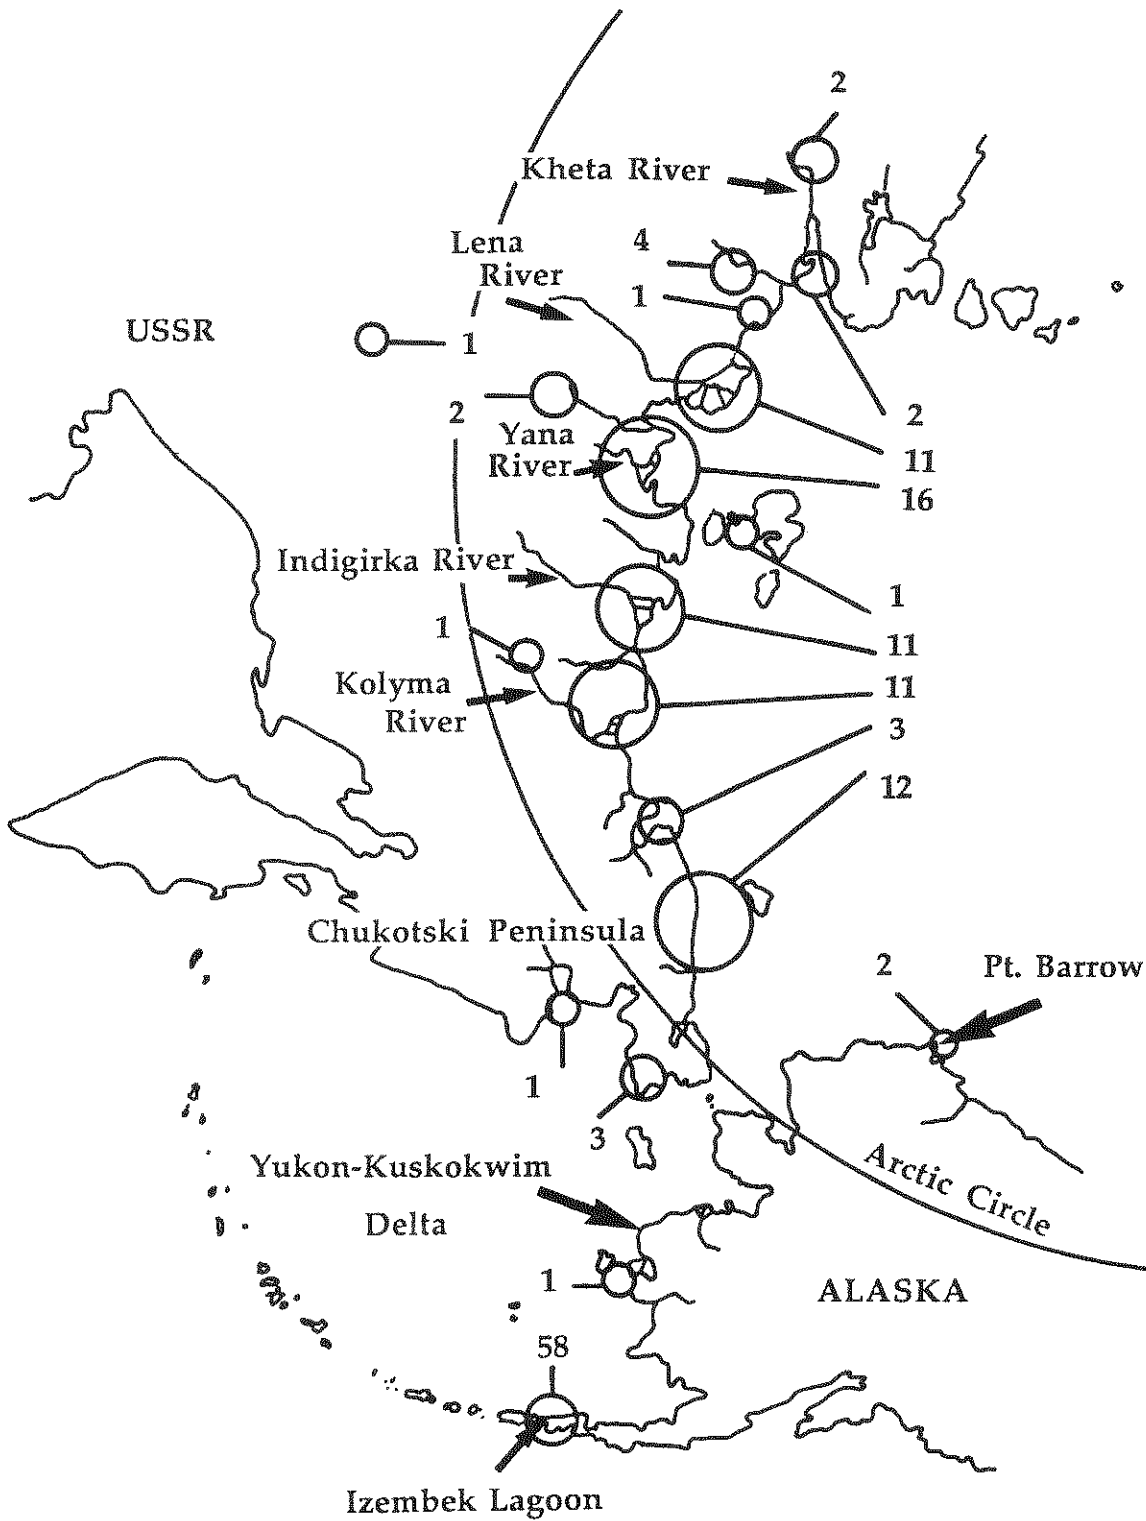 2
Kheta River
Lena
River
4
1
USSR
1
2
2
Yana
River
11
16
Indigirka River
1
1
11
Kolyma
River
11
3
12
Chukotski Peninsula
2
Pt. Barrow
1
3
Yukon-Kuskokwim
Delta
Arctic Circle
1
ALASKA
58
Izembek Lagoon